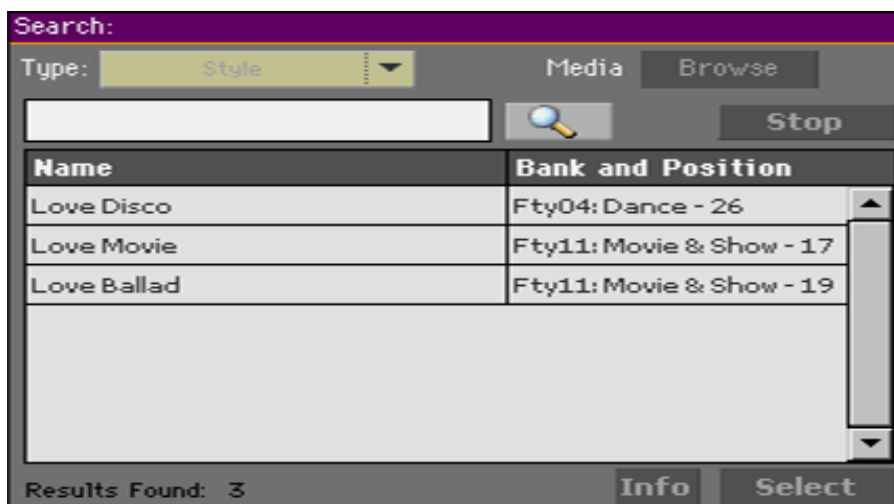 Search:
Type: Style Media Browse
Stop
Name Bank and Position
Love Disco Fty04: Dance - 26
Love Movie Fty11: Movie & Show - 17
Love Ballad Fty11: Movie & Show - 19
Results Found: 3 Info Select